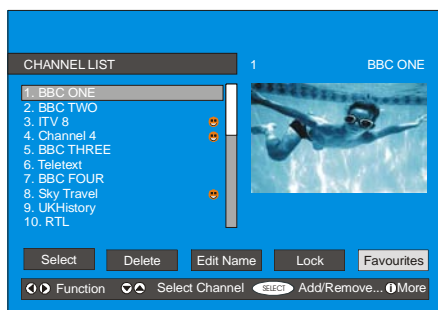 CHANNEL LIST 1 BBC ONE
1. BBC ONE
2. BBC TWO
3. ITV 8
4. Channel 4
5. BBC THREE
6. Teletext
7. BBC FOUR
8. Sky Travel
9. UKHistory
10. RTL
Select Delete Edit Name Lock Favourites
Function Select Channel SELECT Add/Remove... i More